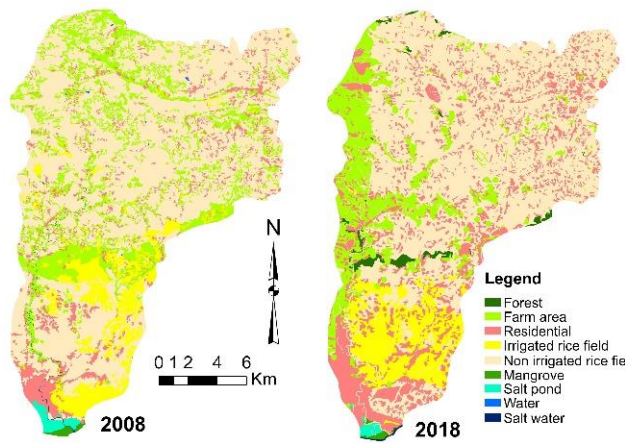 N
0 1 2 4 6
Km
2008
2018
Legend
Forest
Farm area
Residential
Irrigated rice field
Non irrigated rice fie
Mangrove
Salt pond
Water
Salt water